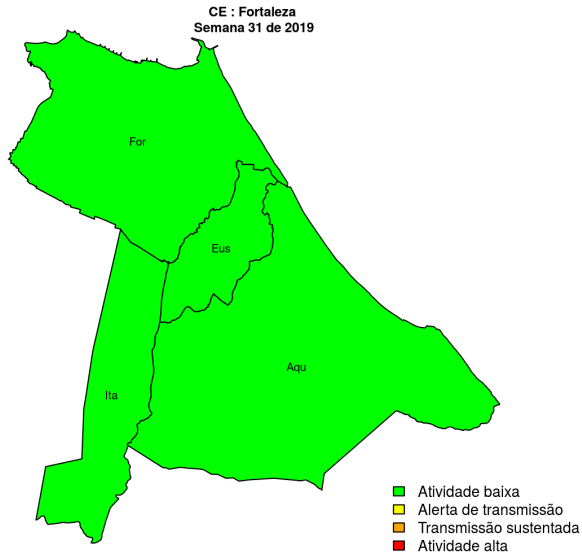 CE : Fortaleza
Semana 31 de 2019
For
Eus
Aqu
Ita
Atividade baixa
Alerta de transmissão
Transmissão sustentada
Atividade alta